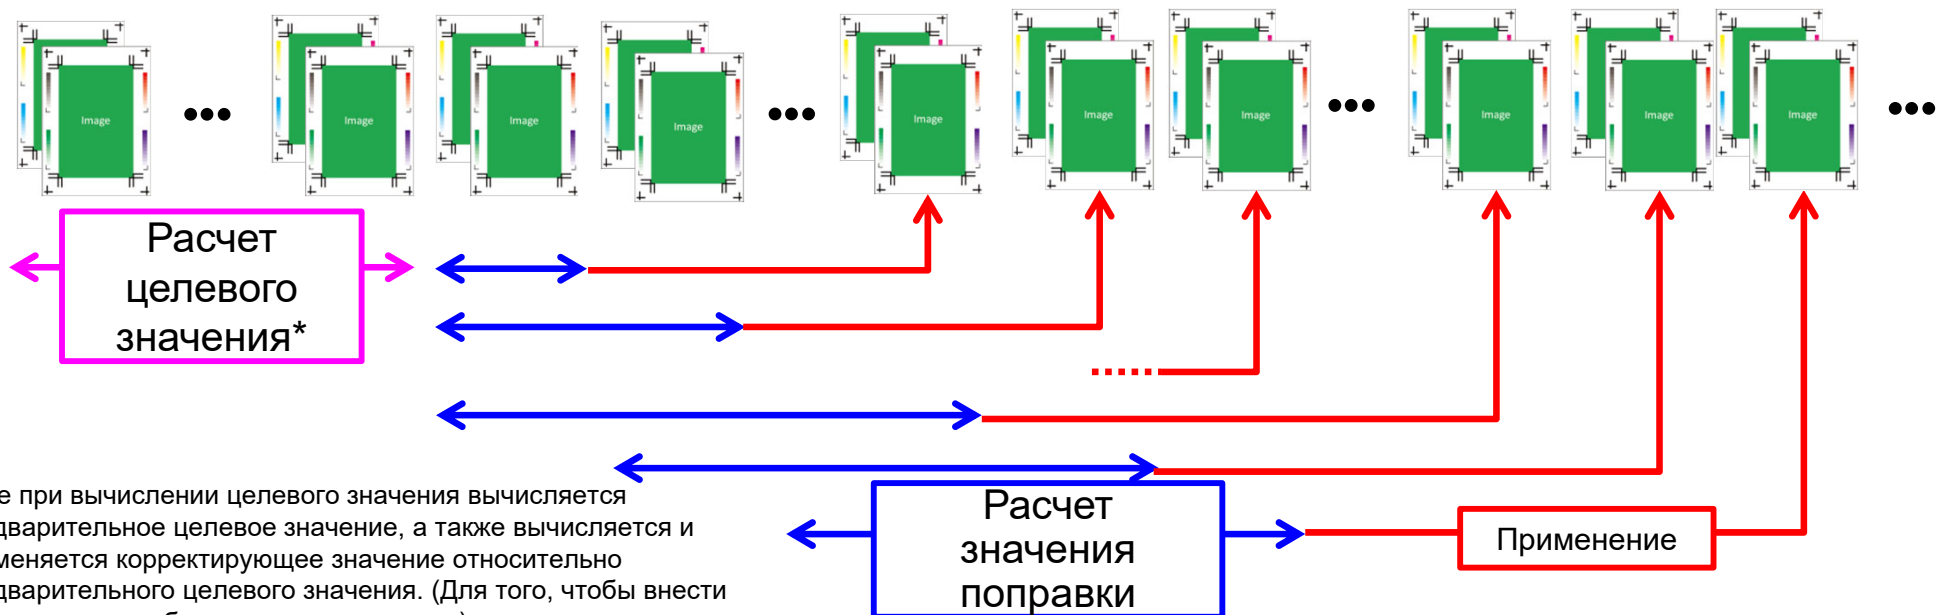 Image
Image
Image
Image
Image
Image
Image
Image
Image
Image
Расчет
целевого
значения*
е при вычислении целевого значения вычисляется
дварительное целевое значение, а также вычисляется и
меняется корректирующее значение относительно
дварительного целевого значения. (Для того, чтобы внести
Расчет
значения
поправки
Применение